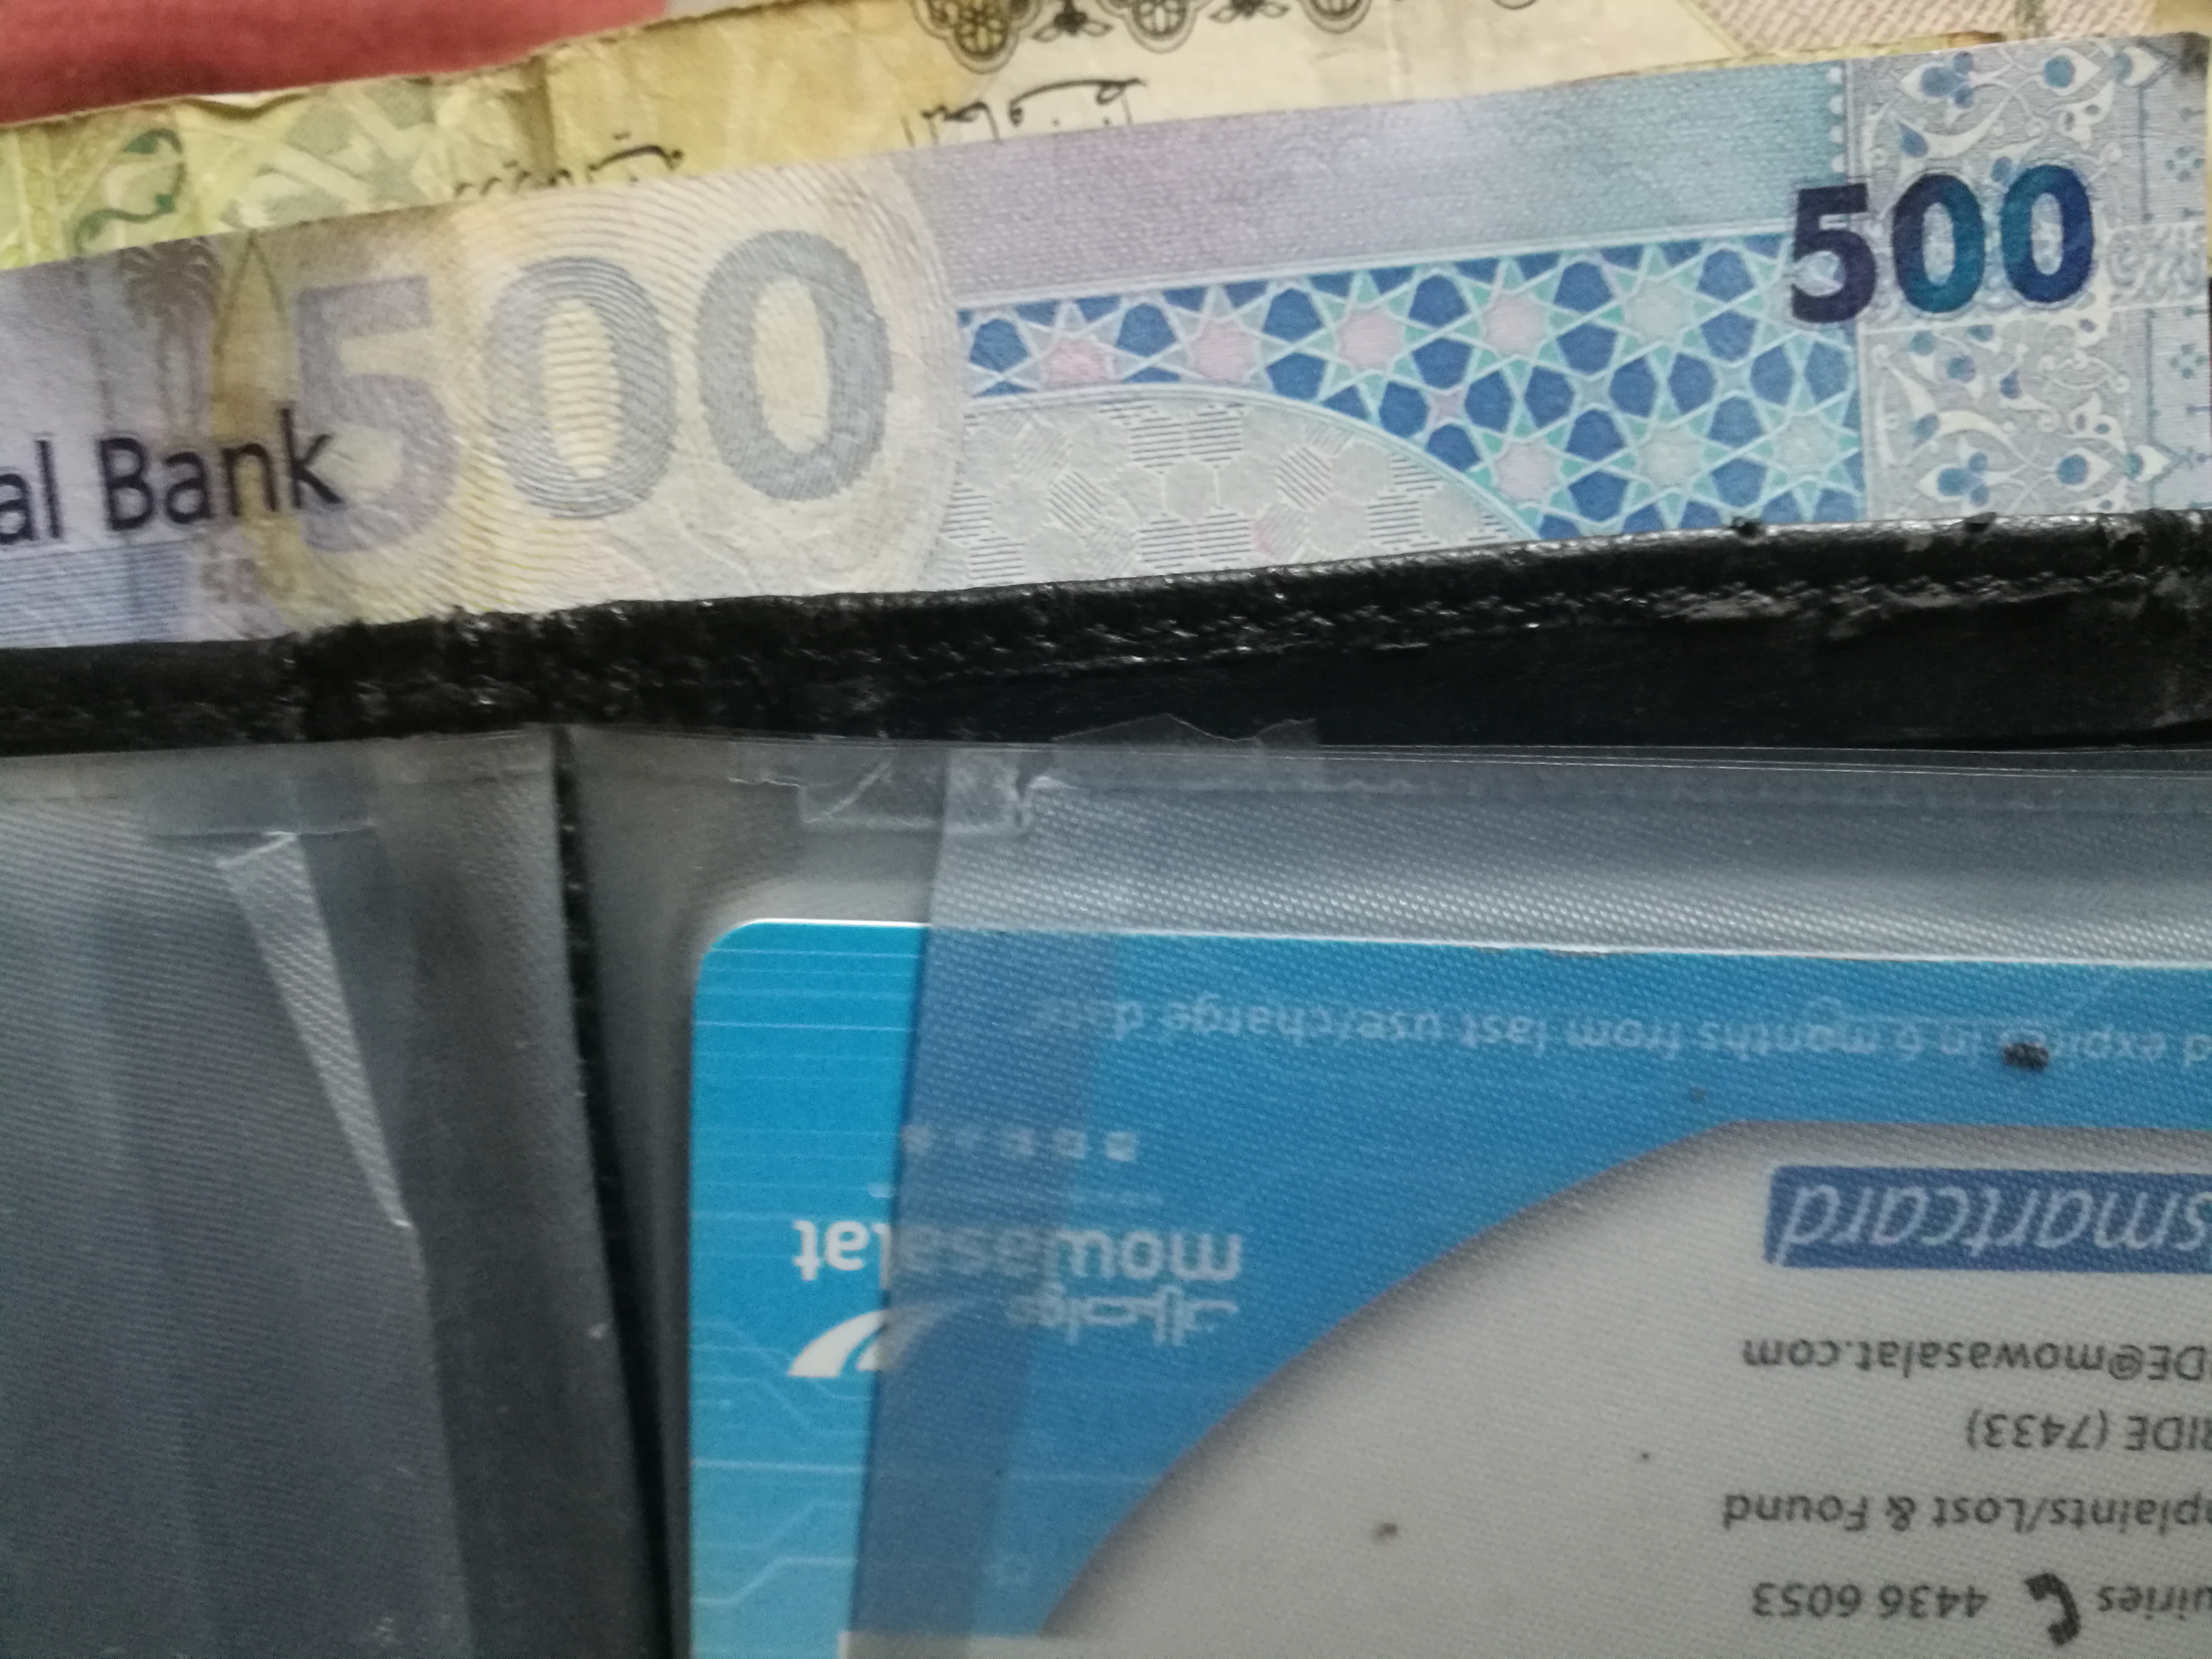 500
500
al Bank
d expires in 6 months from last use/charge date
smartcard
mowasalat
مواصلات
DE@mowasalat.com
RIDE (7433)
plaints/Lost & Found
uiries 4436 6053